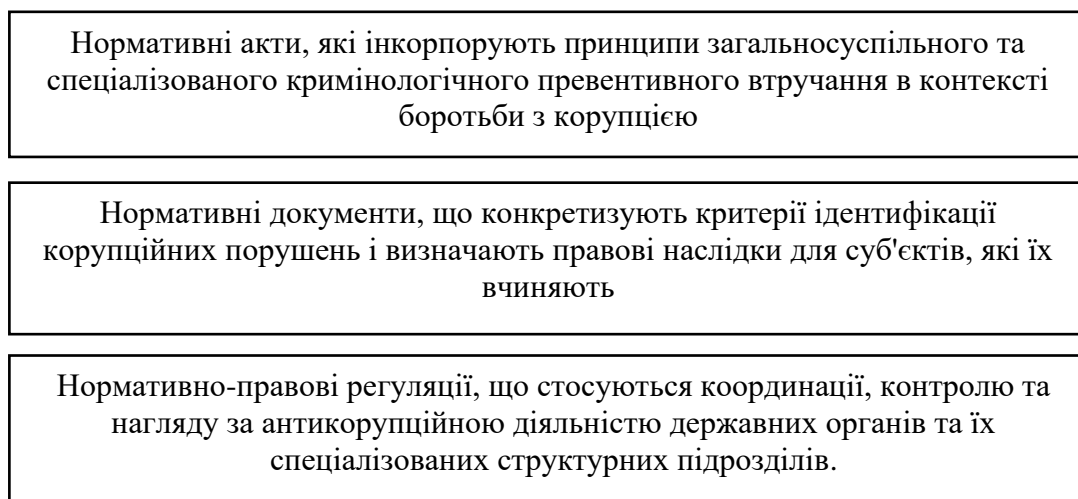 Нормативні акти, які інкорпорують принципи загальносуспільного та
спеціалізованого кримінологічного превентивного втручання в контексті
боротьби з корупцією
Нормативні документи, що конкретизують критерії ідентифікації
корупційних порушень і визначають правові наслідки для суб'єктів, які їх
вчиняють
Нормативно-правові регуляції, що стосуються координації, контролю та
нагляду за антикорупційною діяльністю державних органів та їх
спеціалізованих структурних підрозділів.